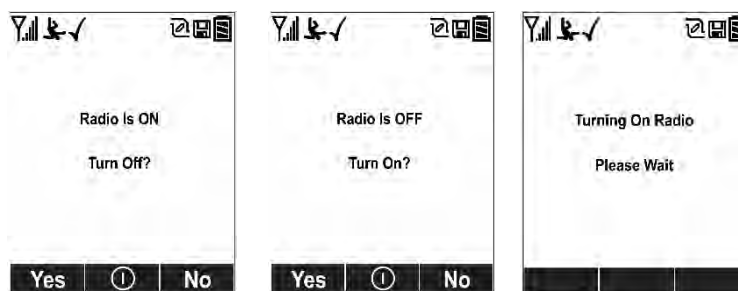 Radio Is ON
Turn Off?
Yes
No
Radio Is OFF
Turn On?
Yes
No
Turning On Radio
Please Wait